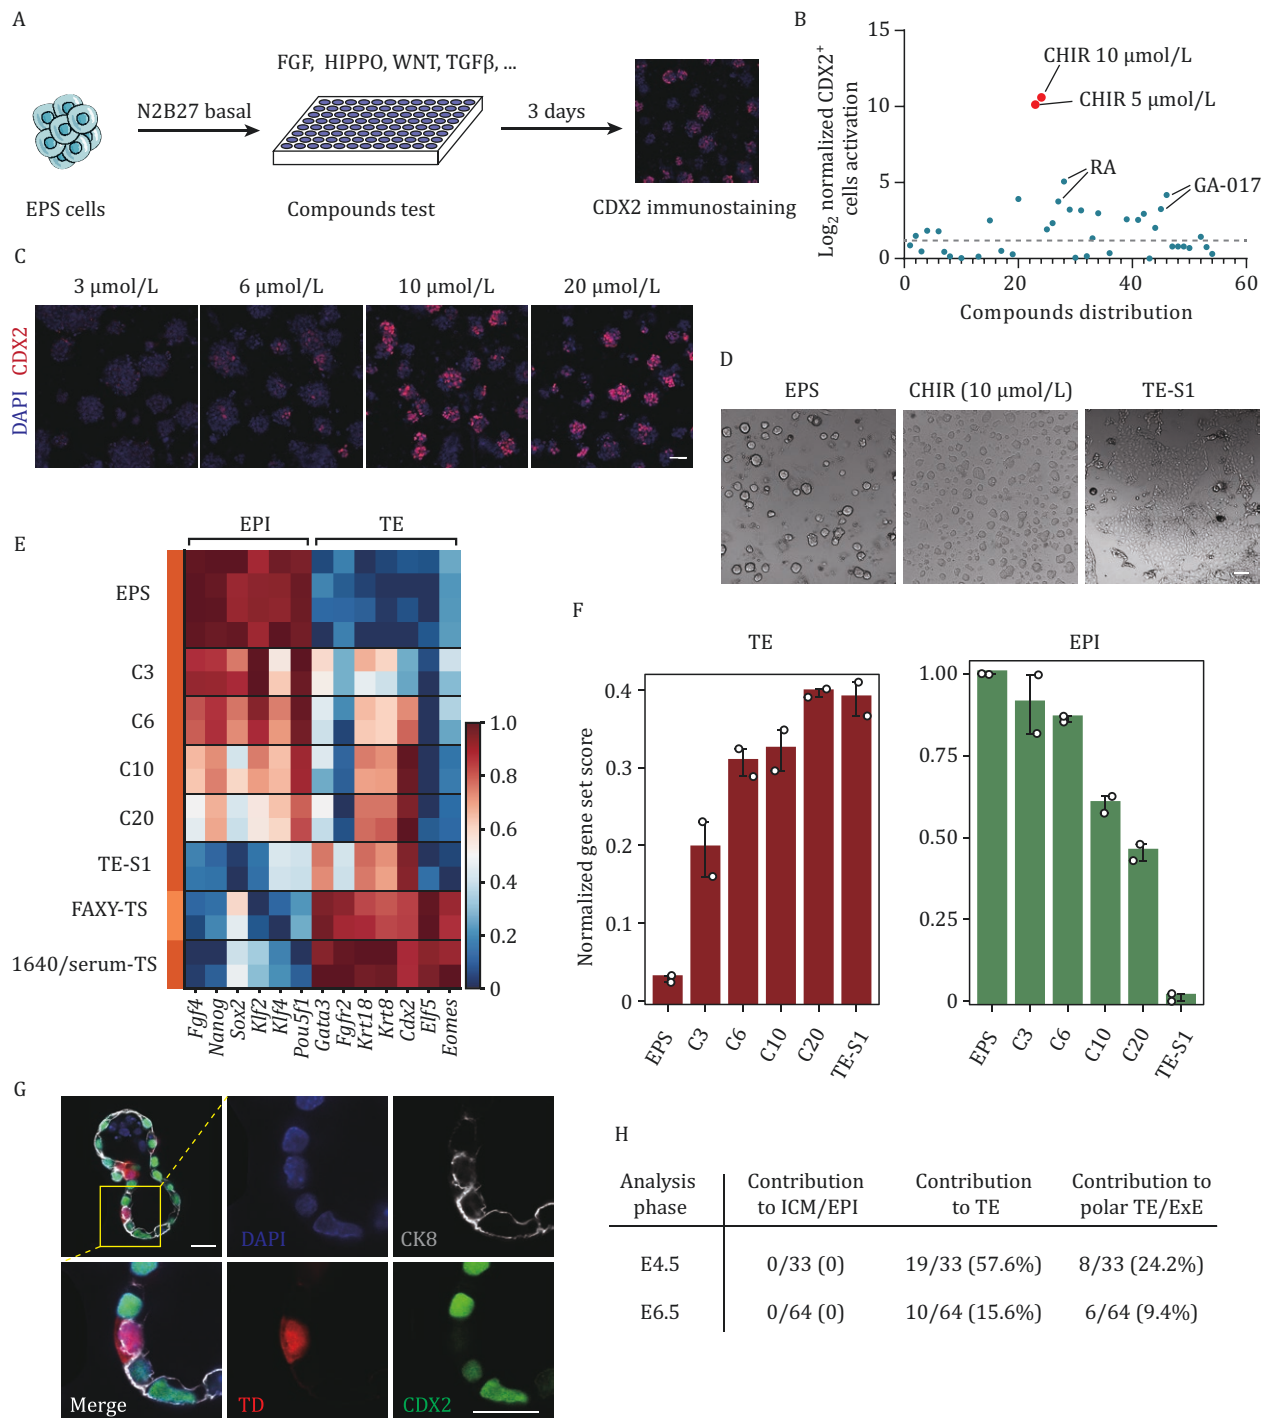 A
FGF, HIPPO, WNT, TGFβ, ...
N2B27 basal
3 days
EPS cells
Compounds test
CDX2 immunostaining
B
Log2 normalized CDX2+
cells activation
15
10
5
0
CHIR 10 μmol/L
CHIR 5 μmol/L
RA
GA-017
0
20
40
60
Compounds distribution
C
3 μmol/L
6 μmol/L
10 μmol/L
20 μmol/L
DAPI CDX2
D
EPS
CHIR (10 μmol/L)
TE-S1
E
EPI
TE
EPS
C3
C6
C10
C20
TE-S1
FAXY-TS
1640/serum-TS
1.0
0.8
0.6
0.4
0.2
0
Fgf4
Nanog
Sox2
Klf2
Klf4
Pou5f1
Gata3
Fgfr2
Krt18
Krt8
Cdx2
Elf5
Eomes
F
TE
Normalized gene set score
0.4
0.3
0.2
0.1
0
EPS
C3
C6
C10
C20
TE-S1
EPI
1.00
0.75
0.50
0.25
0
EPS
C3
C6
C10
C20
TE-S1
G
DAPI
CK8
Merge
TD
CDX2
H
Analysis phase
Contribution to ICM/EPI
Contribution to TE
Contribution to polar TE/ExE
E4.5
0/33 (0)
19/33 (57.6%)
8/33 (24.2%)
E6.5
0/64 (0)
10/64 (15.6%)
6/64 (9.4%)